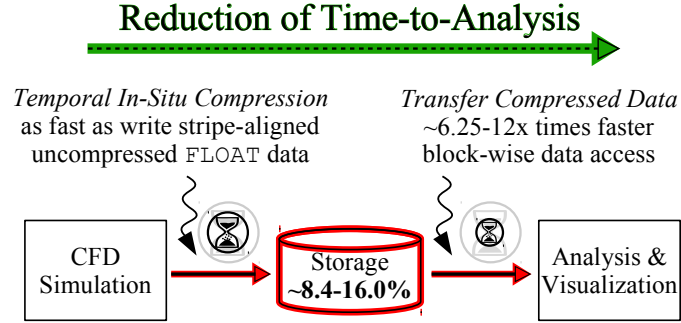 Reduction of Time-to-Analysis
Temporal In-Situ Compression
as fast as write stripe-aligned
uncompressed FLOAT data
Transfer Compressed Data
~6.25-12x times faster
block-wise data access
CFD
Simulation
Storage
~8.4-16.0%
Analysis &
Visualization